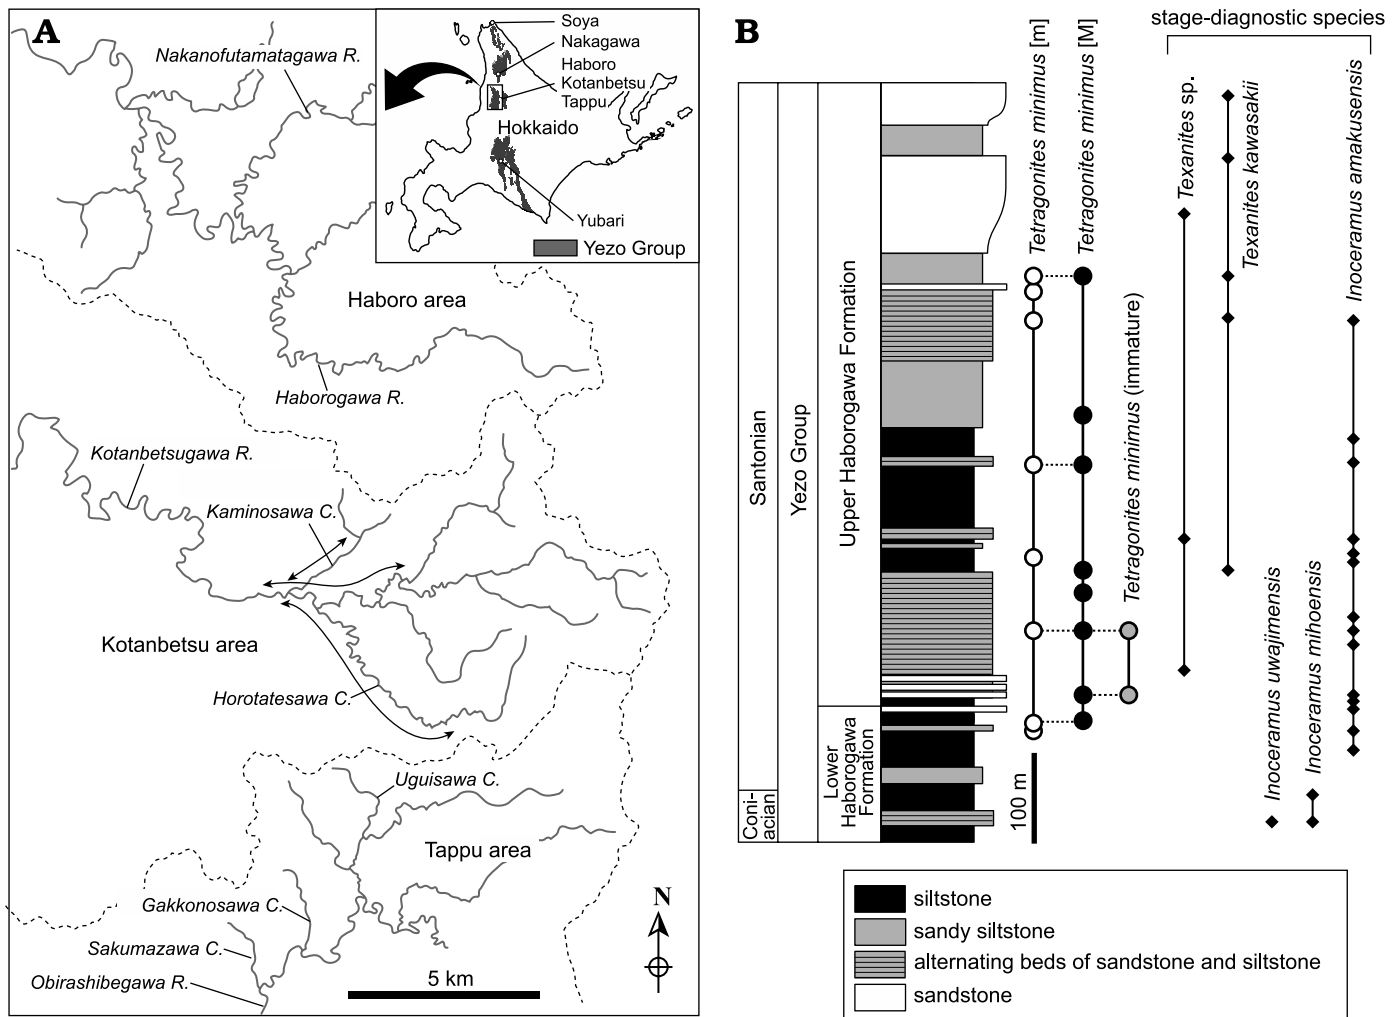 A
Nakanofutamatagawa R.
Soya
Nakagawa
Haboro
Kotanbetsu
Tappu
Hokkaido
Yubari
Yezo Group
Haboro area
Haborogawa R.
Kotanbetsugawa R.
Kaminosawa C.
Kotanbetsu area
Horotatesawa C.
Uguisawa C.
Tappu area
Gakkonosawa C.
Sakumazawa C.
Obirashibegawa R.
N
5 km
B
stage-diagnostic species
Tetragonites minimus [m]
Tetragonites minimus [M]
Tetragonites minimus (immature)
Texanites sp.
Texanites kawasakii
Inoceramus uwajimensis
Inoceramus mihoensis
Inoceramus amakusensis
Santonian
Coni-
acian
Yezo Group
Upper Haborogawa Formation
Lower
Haborogawa
Formation
100 m
siltstone
sandy siltstone
alternating beds of sandstone and siltstone
sandstone